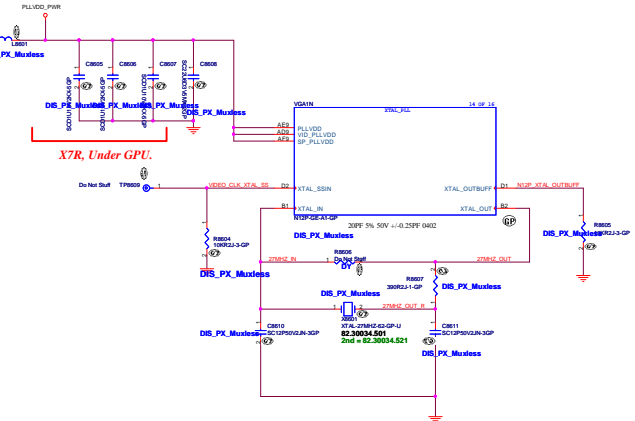 PLLVDD_PWR
L8601
PX_Muxless
C8605
C8606
C8607
C8608
DIS_PX_Muxless
DIS_PX_Muxless
X7R, Under GPU.
VGA1N
XTAL_PLL
14 OF 16
AE9
PLLVDD
AD9
VID_PLLVDD
AF9
SP_PLLVDD
Do Not Stuff
TP8609
VIDEO_CLK_XTAL_SS
D2
XTAL_SSIN
XTAL_OUTBUFF
D1
N12P_XTAL_OUTBUFF
B1
XTAL_IN
XTAL_OUT
B2
N12P-GE-A1-GP
20PF 5% 50V +/-0.25PF 0402
GP
DIS_PX_Muxless
R8604
10KR2J-3-GP
DIS_PX_Muxless
R8605
10KR2J-3-GP
DIS_PX_Muxless
27MHZ_IN
R8606
Do Not Stuff
DY
27MHZ_OUT
R8607
390R2J-1-GP
DIS_PX_Muxless
DIS_PX_Muxless
27MHZ_OUT_R
X8601
XTAL-27MHZ-62-GP-U
82.30034.501
2nd = 82.30034.521
C8610
SC12P50V2JN-3GP
DIS_PX_Muxless
C8611
SC12P50V2JN-3GP
DIS_PX_Muxless